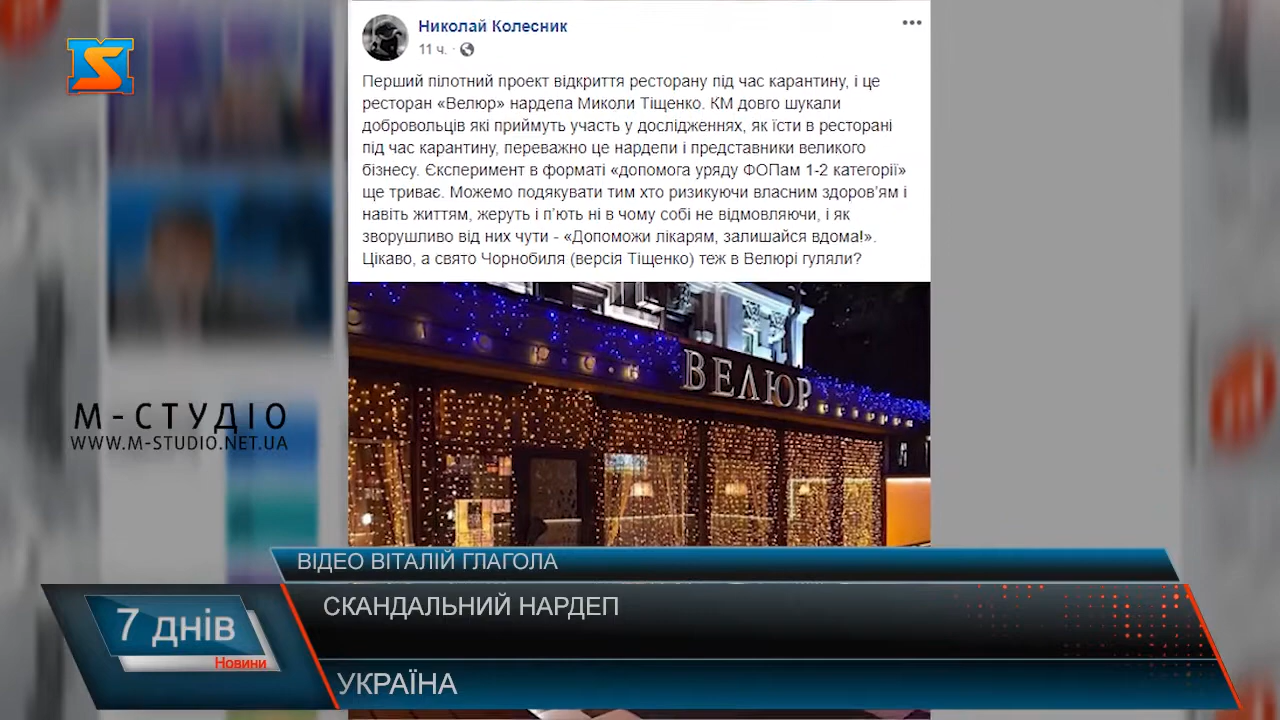 Николай Колесник
11 ч.
Перший пілотний проект відкриття ресторану під час карантину, і це
ресторан «Велюр» нардепа Миколи Тіщенко. КМ довго шукали
добровольців які приймуть участь у дослідженнях, як їсти в ресторані
під час карантину, переважно це нардепи і представники великого
бізнесу. Єксперимент в форматі «допомога уряду ФОПам 1-2 категорії»
ще триває. Можемо подякувати тим хто ризикуючи власним здоров’ям і
навіть життям, жеруть і п’ють ні в чому собі не відмовляючи, і як
зворушливо від них чути - «Допоможи лікарям, залишайся вдома!».
Цікаво, а свято Чорнобиля (версія Тіщенко) теж в Велюрі гуляли?
ВЕЛЮР
М-СТУДІО
WWW.M-STUDIO.NET.UA
ВІДЕО ВІТАЛІЙ ГЛАГОЛА
СКАНДАЛЬНИЙ НАРДЕП
7 днів
Новини
УКРАЇНА